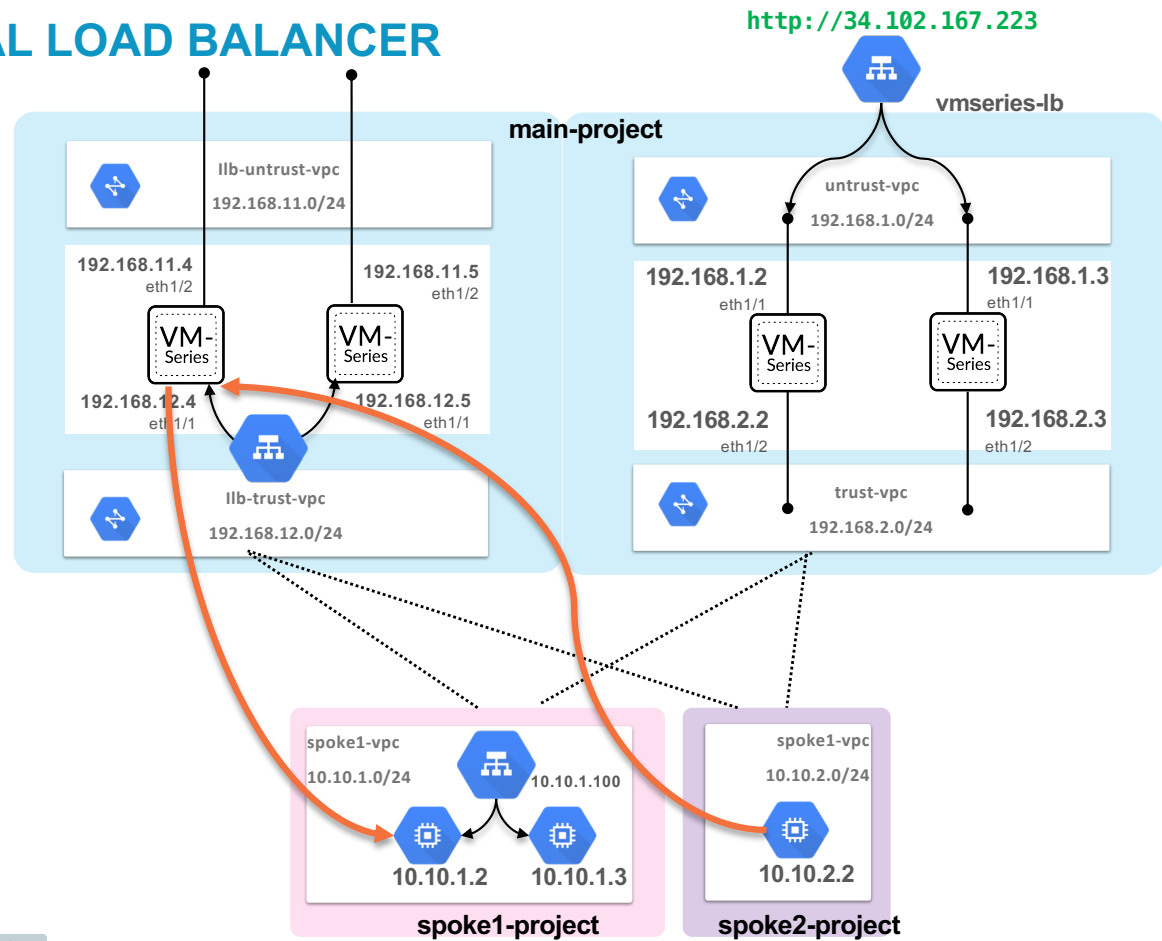 AL LOAD BALANCER
http://34.102.167.223
vmseries-lb
main-project
Ilb-untrust-vpc
192.168.11.0/24
192.168.11.4
eth1/2
192.168.11.5
eth1/2
VM-
Series
VM-
Series
192.168.12.4
eth1/1
192.168.12.5
eth1/1
Ilb-trust-vpc
192.168.12.0/24
untrust-vpc
192.168.1.0/24
192.168.1.2
eth1/1
192.168.1.3
eth1/1
VM-
Series
VM-
Series
192.168.2.2
eth1/2
192.168.2.3
eth1/2
trust-vpc
192.168.2.0/24
spoke1-vpc
10.10.1.0/24
10.10.1.100
10.10.1.2
10.10.1.3
spoke1-project
spoke1-vpc
10.10.2.0/24
10.10.2.2
spoke2-project